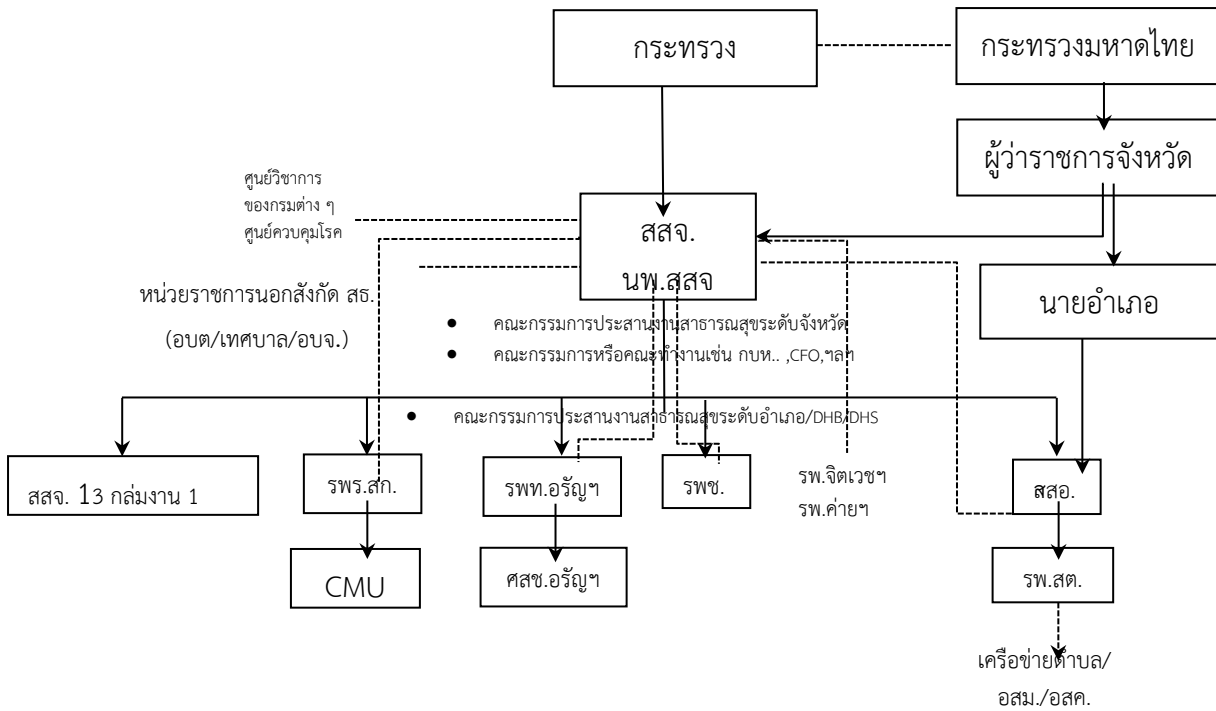 กระทรวง
กระทรวงมหาดไทย
ผู้ว่าราชการจังหวัด
ศูนย์วิชาการ
ของกรมต่าง ๆ
ศูนย์ควบคุมโรค
สสจ.
นพ.สสจ
หน่วยราชการนอกสังกัด สธ.
(อบต/เทศบาล/อบจ.)
นายอำเภอ
● คณะกรรมการประสานงานสาธารณสุขระดับจังหวัด
● คณะกรรมการหรือคณะทำงานเช่น กบห.. ,CFO,ฯลฯ
● คณะกรรมการประสานงานสาธารณสุขระดับอำเภอ/DHB/DHS
สสจ. 13 กลุ่มงาน 1
รพร.สก.
รพท.อรัญฯ
รพช.
รพ.จิตเวชฯ
รพ.ค่ายฯ
สสอ.
CMU
ศสช.อรัญฯ
รพ.สต.
เครือข่ายตำบล/
อสม./อสค.